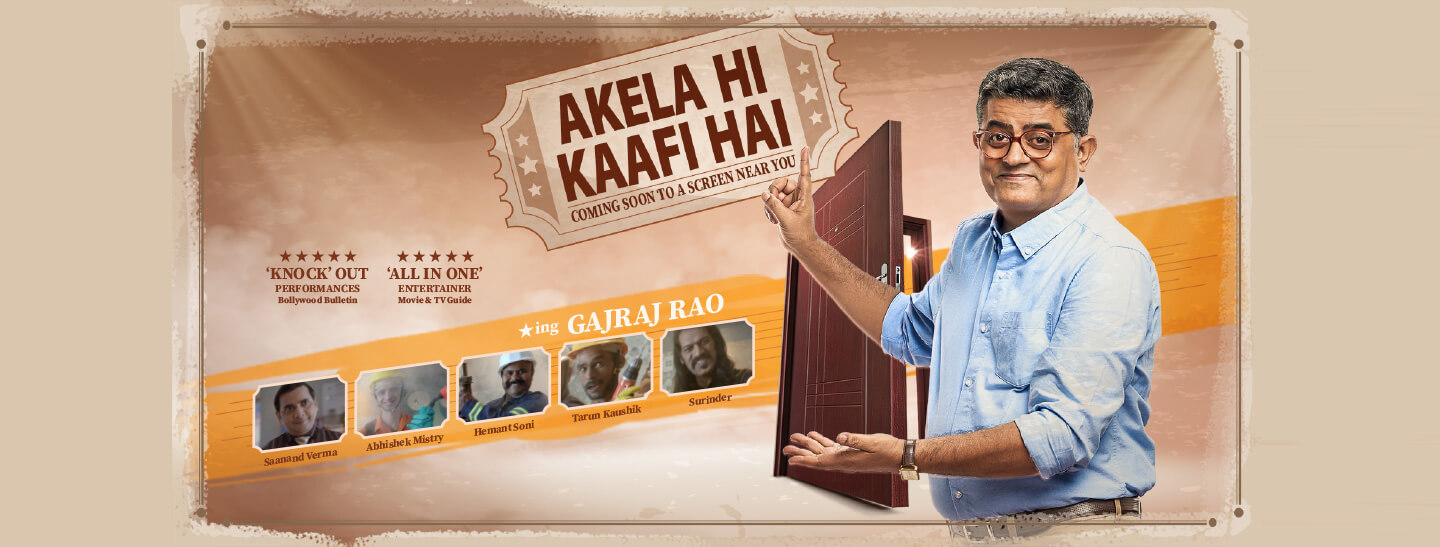 AKELA HI
KAAFI HAI
COMING SOON TO A SCREEN NEAR YOU
★★★★★
‘KNOCK’ OUT
PERFORMANCES
Bollywood Bulletin
★★★★★
‘ALL IN ONE’
ENTERTAINER
Movie & TV Guide
★ing GAJRAJ RAO
Saanand Verma
Abhishek Mistry
Hemant Soni
Tarun Kaushik
Surinder